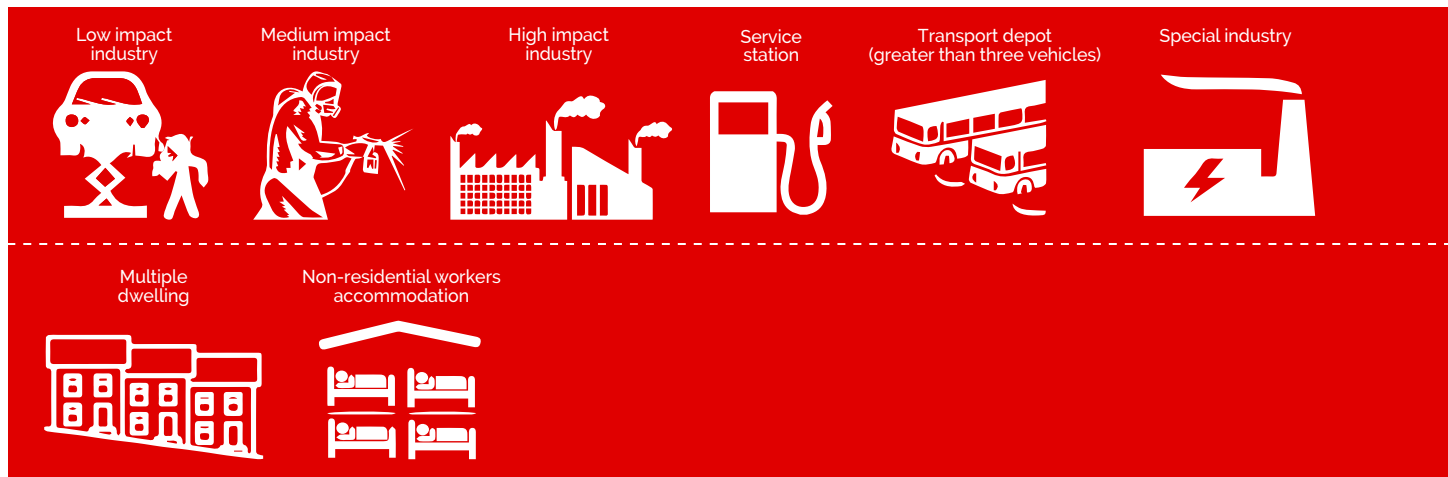 Low impact
industry
Medium impact
industry
High impact
industry
Service
station
Transport depot
(greater than three vehicles)
Special industry
Multiple
dwelling
Non-residential workers
accommodation